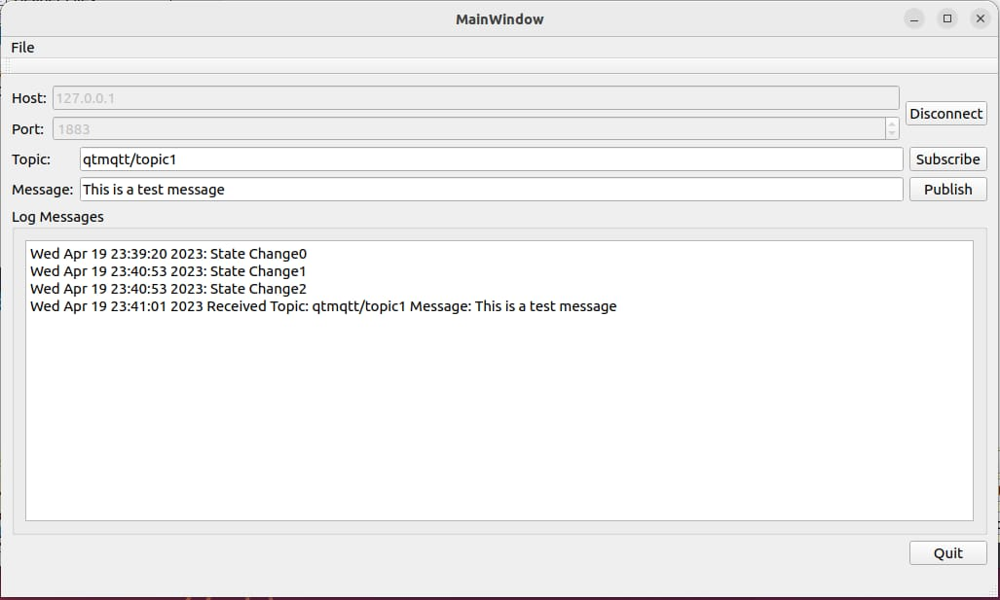 MainWindow
File
Host: 127.0.0.1
Disconnect
Port: 1883
Topic: qtmqtt/topic1 Subscribe
Message: This is a test message Publish
Log Messages
Wed Apr 19 23:39:20 2023: State Change0
Wed Apr 19 23:40:53 2023: State Change1
Wed Apr 19 23:40:53 2023: State Change2
Wed Apr 19 23:41:01 2023 Received Topic: qtmqtt/topic1 Message: This is a test message
Quit